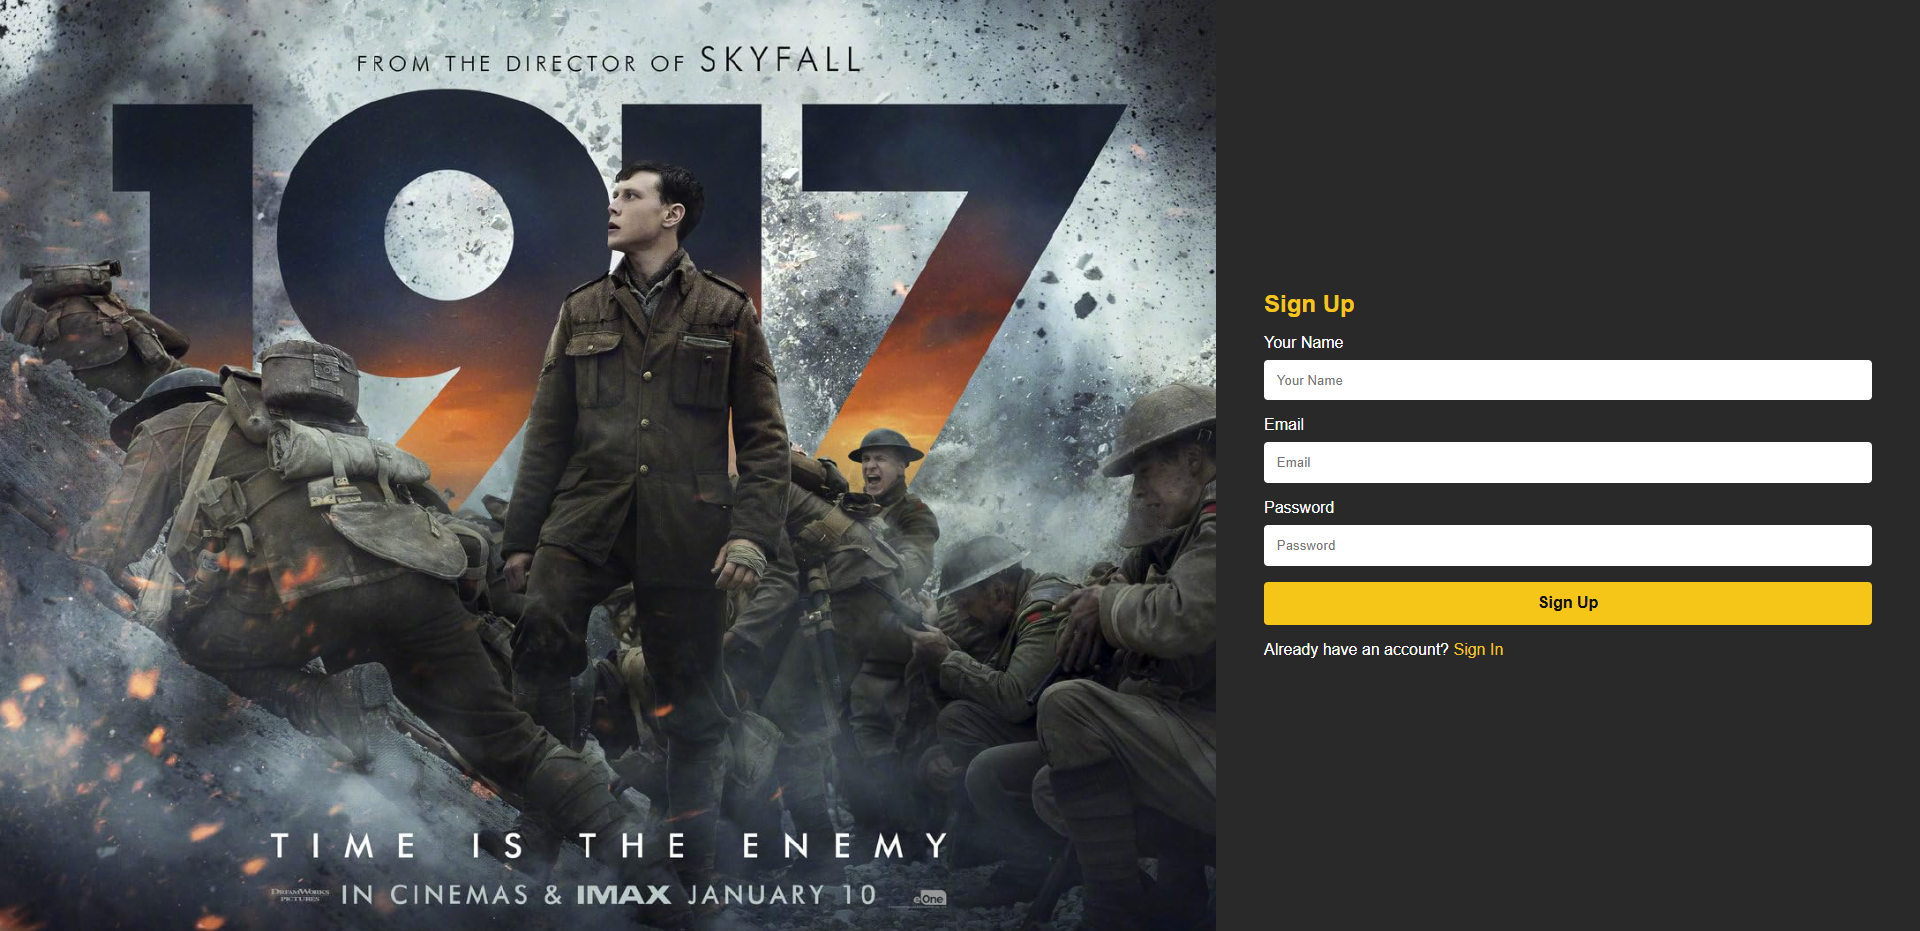 FROM THE DIRECTOR OF SKYFALL
1917
TIME IS THE ENEMY
DREAMWORKS
PICTURES
IN CINEMAS & IMAX JANUARY 10
eOne
Sign Up
Your Name
Your Name
Email
Email
Password
Password
Sign Up
Already have an account? Sign In